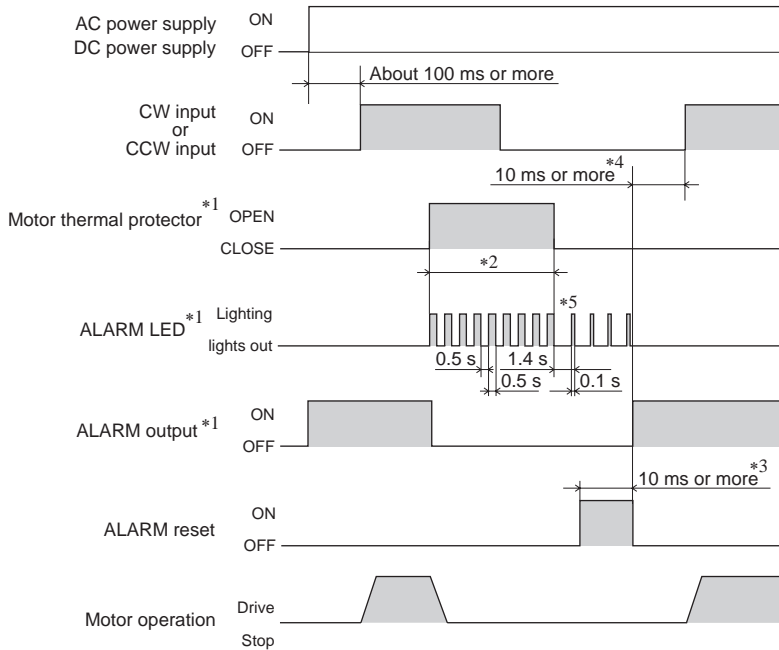 AC power supply
DC power supply
ON
OFF
About 100 ms or more
CW input
or
CCW input
ON
OFF
10 ms or more*4
Motor thermal protector*1
OPEN
CLOSE
*2
ALARM LED*1
Lighting
lights out
*5
0.5 s
1.4 s
0.5 s
0.1 s
ALARM output*1
ON
OFF
10 ms or more*3
ALARM reset
ON
OFF
Motor operation
Drive
Stop